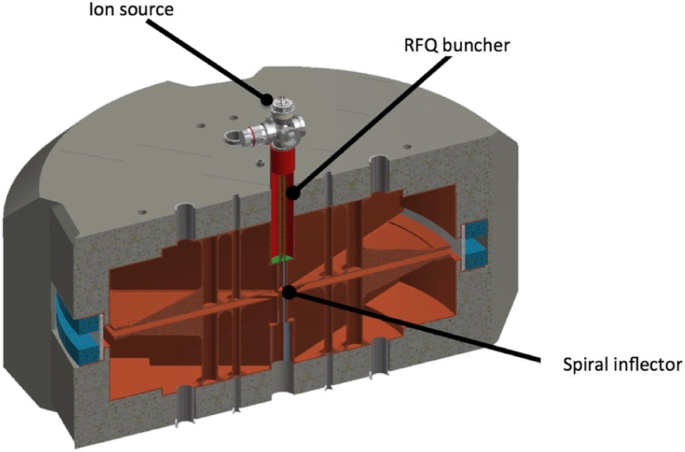 Ion source
RFQ buncher
Spiral inflector